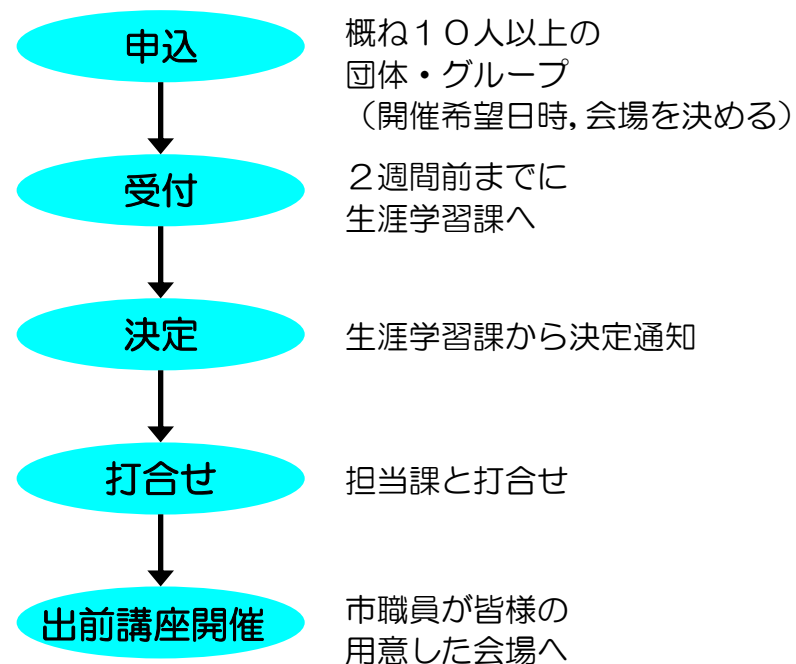 申込
概ね１０人以上の
団体・グループ
（開催希望日時，会場を決める）
受付
２週間前までに
生涯学習課へ
決定
生涯学習課から決定通知
打合せ
担当課と打合せ
出前講座開催
市職員が皆様の
用意した会場へ